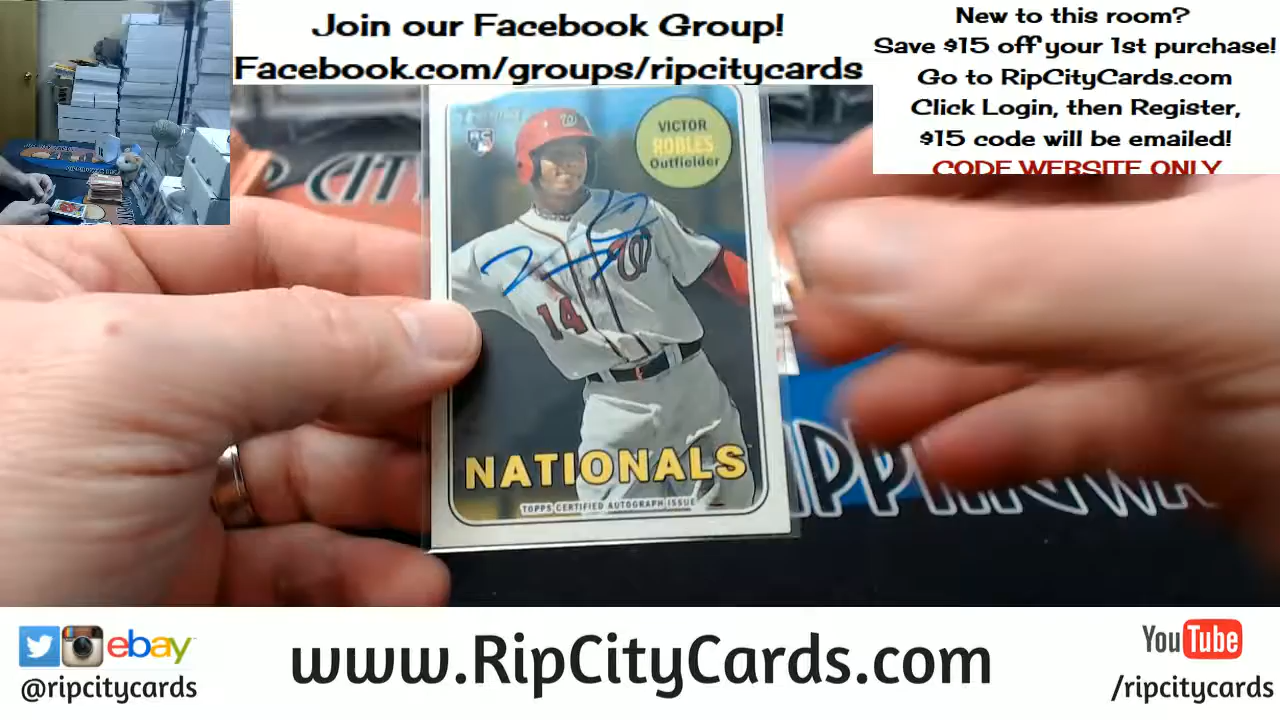 Join our Facebook Group!
Facebook.com/groups/ripcitycards
New to this room?
Save $15 off your 1st purchase!
Go to RipCityCards.com
Click Login, then Register,
$15 code will be emailed!
CODE WEBSITE ONLY
CITY
RC
VICTOR
ROBLES
Outfielder
W
14
NATIONALS
TOPPS CERTIFIED AUTOGRAPH ISSUE
ebay
@ripcitycards
www.RipCityCards.com
YouTube
/ripcitycards